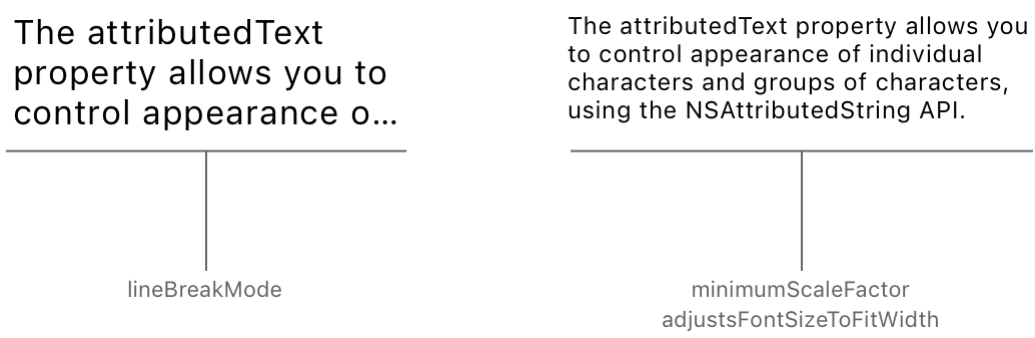 The attributedText
property allows you to
control appearance o...
lineBreakMode
The attributedText property allows you
to control appearance of individual
characters and groups of characters,
using the NSAttributedString API.
minimumScaleFactor
adjustsFontSizeToFitWidth